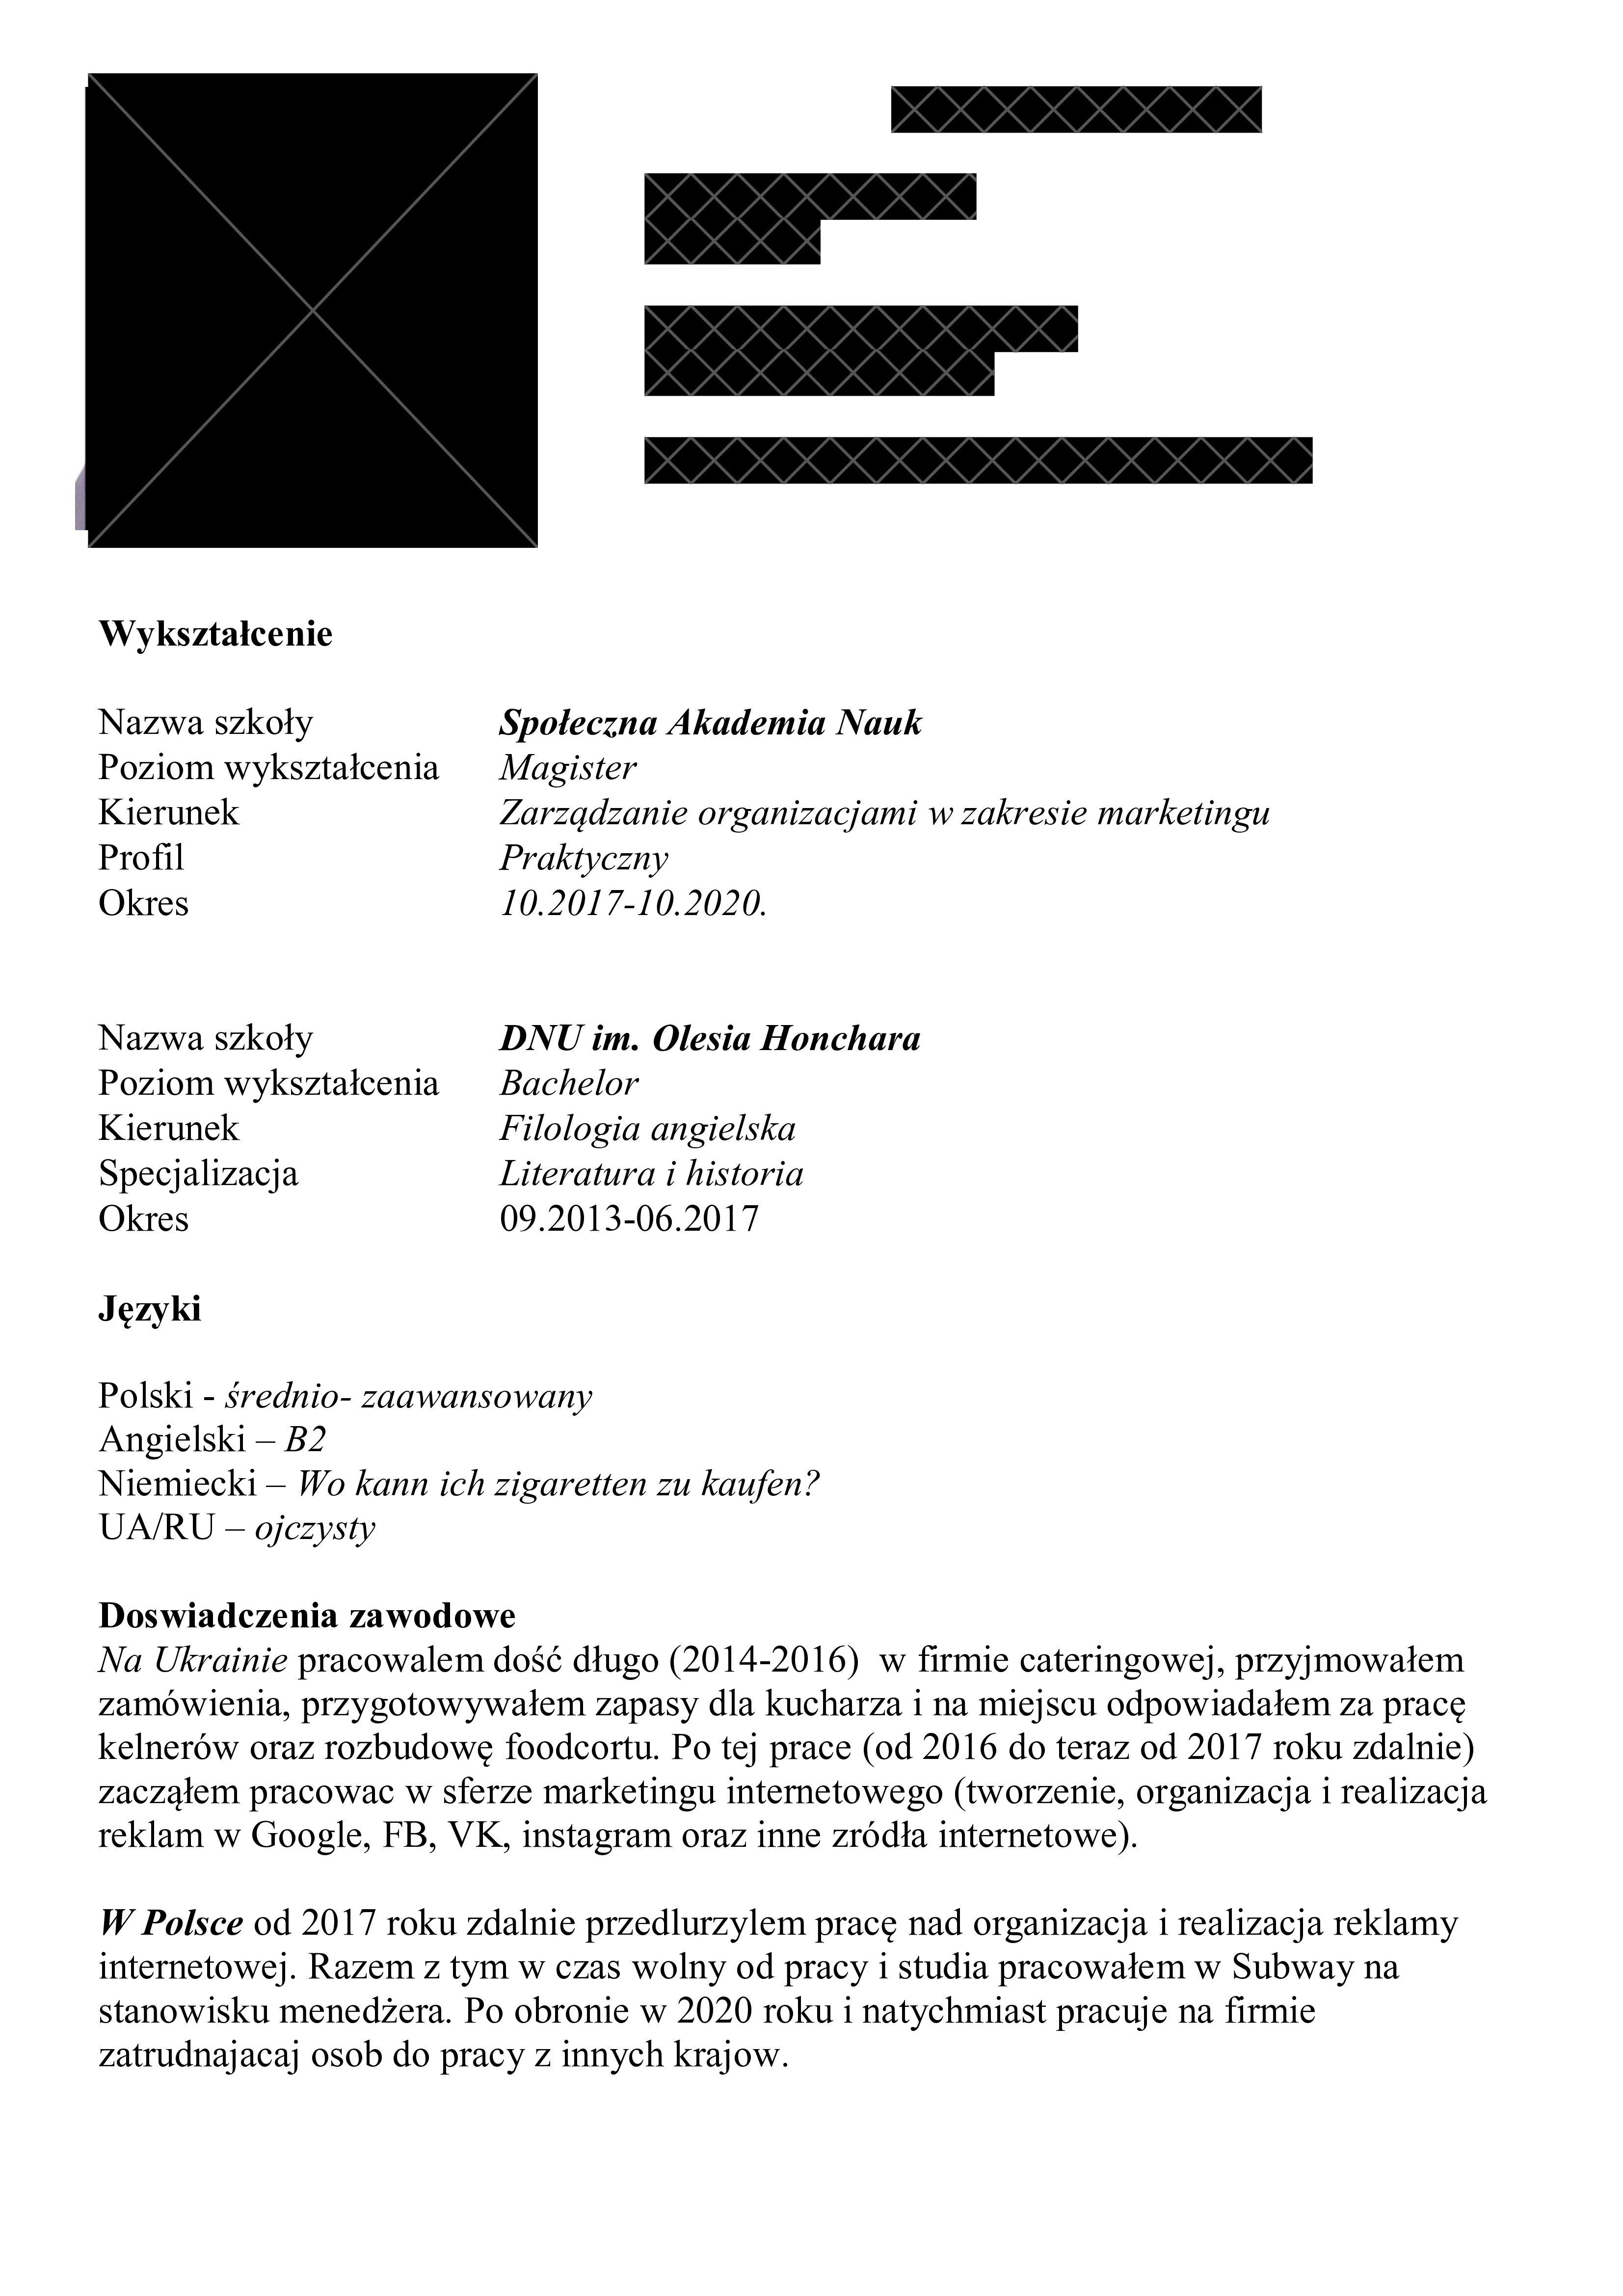 Wykształcenie
Nazwa szkoły Społeczna Akademia Nauk
Poziom wykształcenia Magister
Kierunek Zarządzanie organizacjami w zakresie marketingu
Profil Praktyczny
Okres 10.2017-10.2020.
Nazwa szkoły DNU im. Olesia Honchara
Poziom wykształcenia Bachelor
Kierunek Filologia angielska
Specjalizacja Literatura i historia
Okres 09.2013-06.2017
Języki
Polski - średnio- zaawansowany
Angielski – B2
Niemiecki – Wo kann ich zigaretten zu kaufen?
UA/RU – ojczysty
Doswiadczenia zawodowe
Na Ukrainie pracowalem dość długo (2014-2016)  w firmie cateringowej, przyjmowałem
zamówienia, przygotowywałem zapasy dla kucharza i na miejscu odpowiadałem za pracę
kelnerów oraz rozbudowę foodcortu. Po tej prace (od 2016 do teraz od 2017 roku zdalnie)
zacząłem pracowac w sferze marketingu internetowego (tworzenie, organizacja i realizacja
reklam w Google, FB, VK, instagram oraz inne zródła internetowe).
W Polsce od 2017 roku zdalnie przedlurzylem pracę nad organizacja i realizacja reklamy
internetowej. Razem z tym w czas wolny od pracy i studia pracowałem w Subway na
stanowisku menedżera. Po obronie w 2020 roku i natychmiast pracuje na firmie
zatrudnajacaj osob do pracy z innych krajow.